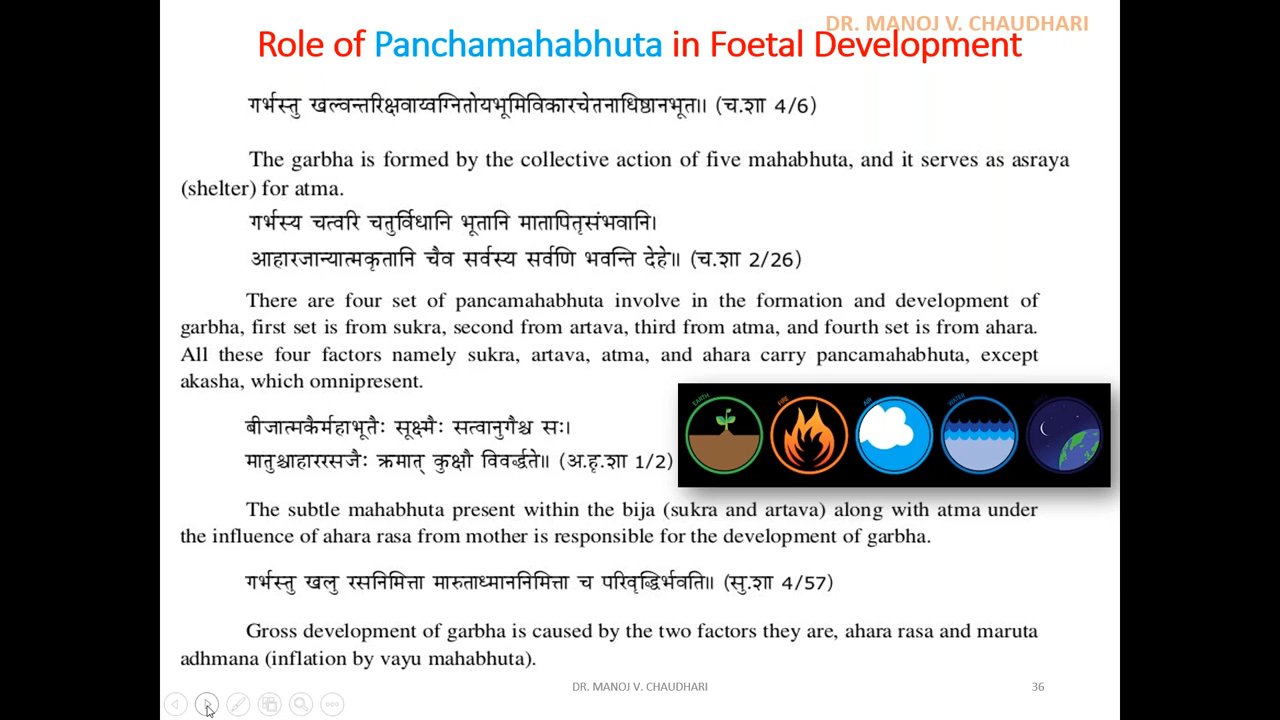 DR. MANOJ V. CHAUDHARI
Role of Panchamahabhuta in Foetal Development
गर्भस्तु खल्वन्तरिक्षवाय्वग्नितोयभूमिविकारचेतनाधिष्ठानभूत॥ (च.शा 4/6)
The garbha is formed by the collective action of five mahabhuta, and it serves as asraya
(shelter) for atma.
गर्भस्य चत्वरि चतुर्विधानि भूतानि मातापितृसंभवानि।
आहारजान्यात्मकृतानि चैव सर्वस्य सर्वणि भवन्ति देहे॥ (च.शा 2/26)
There are four set of pancamahabhuta involve in the formation and development of
garbha, first set is from sukra, second from artava, third from atma, and fourth set is from ahara.
All these four factors namely sukra, artava, atma, and ahara carry pancamahabhuta, except
akasha, which omnipresent.
EARTH FIRE AIR WATER
बीजात्मकैर्महाभूतैः सूक्ष्मैः सत्वानुगैश्च सः।
मातुश्चाहाररसजैः क्रमात् कुक्षौ विवर्द्धते॥ (अ.हृ.शा 1/2)
The subtle mahabhuta present within the bija (sukra and artava) along with atma under
the influence of ahara rasa from mother is responsible for the development of garbha.
गर्भस्तु खलु रसनिमित्ता मारुताध्माननिमित्ता च परिवृद्धिर्भवति॥ (सु.शा 4/57)
Gross development of garbha is caused by the two factors they are, ahara rasa and maruta
adhmana (inflation by vayu mahabhuta).
DR. MANOJ V. CHAUDHARI
36